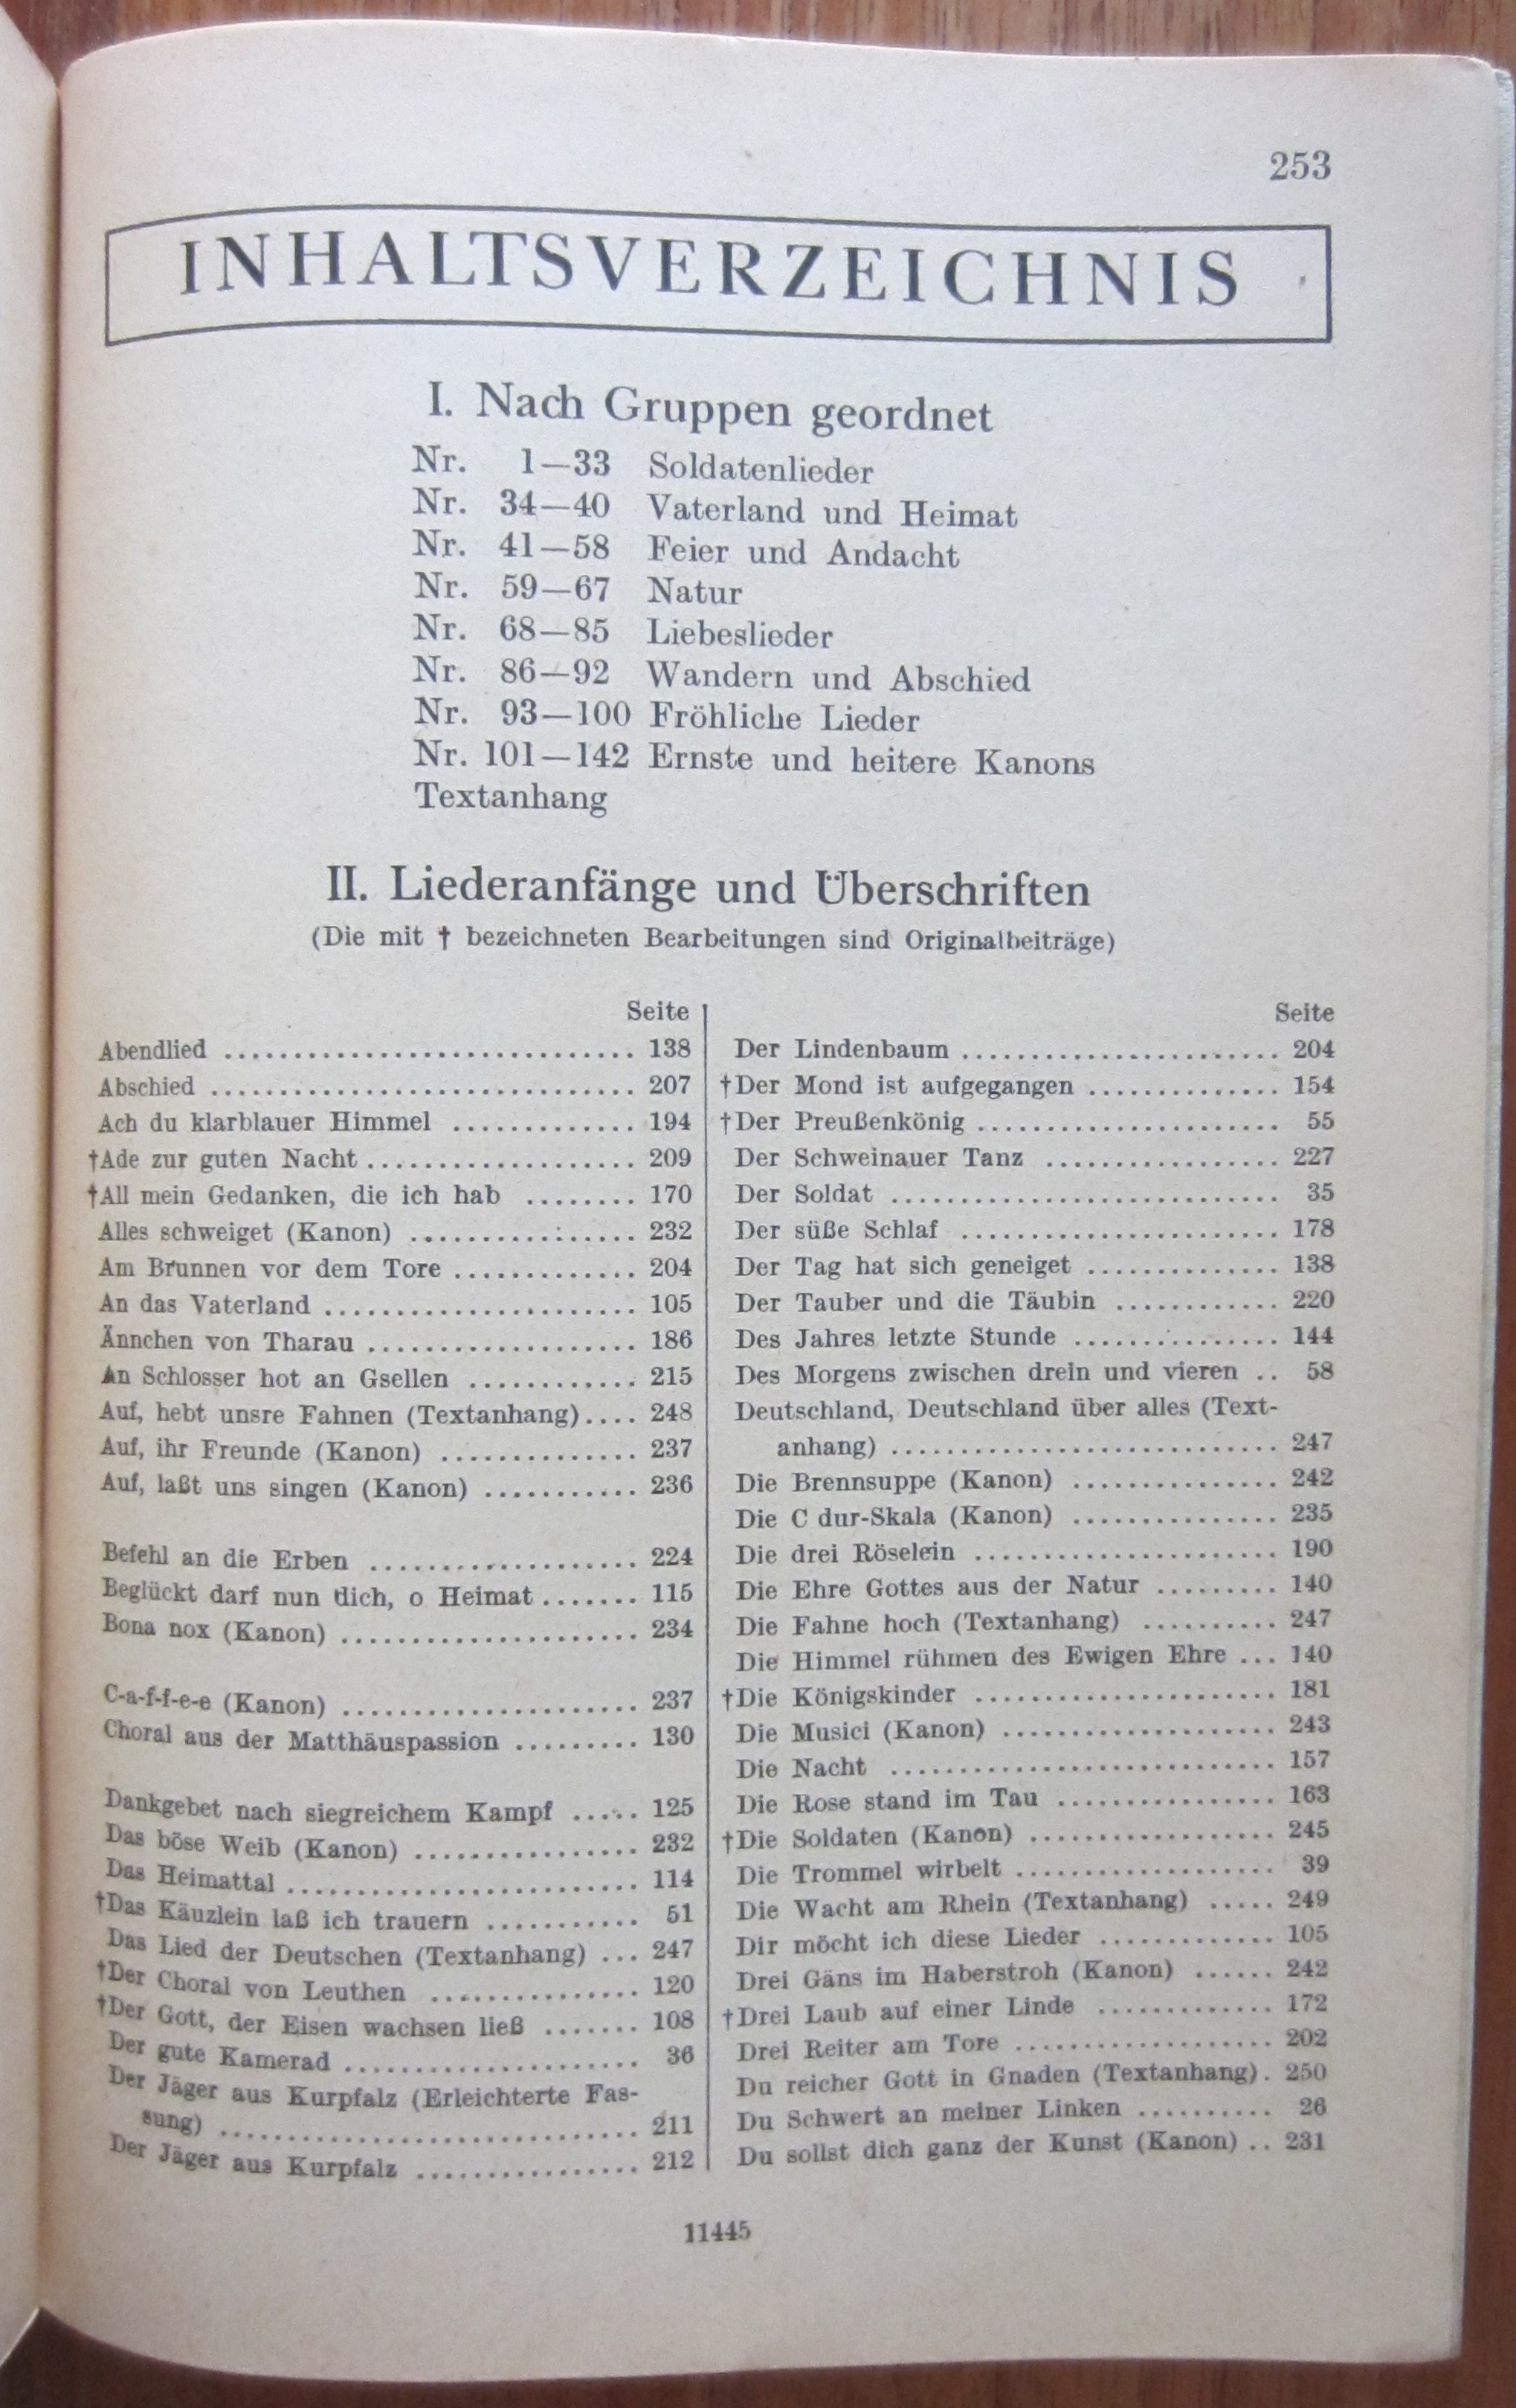 253
INHALTSVERZEICHNIS
I. Nach Gruppen geordnet
Nr. 1—33 Soldatenlieder
Nr. 34—40 Vaterland und Heimat
Nr. 41—58 Feier und Andacht
Nr. 59—67 Natur
Nr. 68—85 Liebeslieder
Nr. 86—92 Wandern und Abschied
Nr. 93—100 Fröhliche Lieder
Nr. 101—142 Ernste und heitere Kanons
Textanhang
II. Liederanfänge und Überschriften
(Die mit † bezeichneten Bearbeitungen sind Originalbeiträge)
Seite
Abendlied .............................. 138
Abschied ............................... 207
Ach du klarblauer Himmel ............. 194
†Ade zur guten Nacht .................... 209
†All mein Gedanken, die ich hab ........ 170
Alles schweiget (Kanon) ................. 232
Am Brunnen vor dem Tore .............. 204
An das Vaterland ....................... 105
Ännchen von Tharau .................... 186
An Schlosser hot an Gsellen ............ 215
Auf, hebt unsre Fahnen (Textanhang).... 248
Auf, ihr Freunde (Kanon) .............. 237
Auf, laßt uns singen (Kanon) ........... 236
Befehl an die Erben .................... 224
Beglückt darf nun dich, o Heimat ....... 115
Bona nox (Kanon) ...................... 234
C-a-f-f-e-e (Kanon) ...................... 237
Choral aus der Matthäuspassion ......... 130
Dankgebet nach siegreichem Kampf ..... 125
Das böse Weib (Kanon) ................. 232
Das Heimattal .......................... 114
†Das Käuzlein laß ich trauern ........... 51
Das Lied der Deutschen (Textanhang) ... 247
†Der Choral von Leuthen ............... 120
†Der Gott, der Eisen wachsen ließ ....... 108
Der gute Kamerad ...................... 36
Der Jäger aus Kurpfalz (Erleichterte Fas-
sung) ............................... 211
Der Jäger aus Kurpfalz ................. 212
Seite
Der Lindenbaum ........................ 204
†Der Mond ist aufgegangen .............. 154
†Der Preußenkönig ...................... 55
Der Schweinauer Tanz .................. 227
Der Soldat ............................. 35
Der süße Schlaf ........................ 178
Der Tag hat sich geneiget .............. 138
Der Tauber und die Täubin ............ 220
Des Jahres letzte Stunde ............... 144
Des Morgens zwischen drein und vieren .. 58
Deutschland, Deutschland über alles (Text-
anhang) ............................. 247
Die Brennsuppe (Kanon) ............... 242
Die C dur-Skala (Kanon) ............... 235
Die drei Röselein ....................... 190
Die Ehre Gottes aus der Natur ......... 140
Die Fahne hoch (Textanhang) .......... 247
Die Himmel rühmen des Ewigen Ehre ... 140
†Die Königskinder ....................... 181
Die Musici (Kanon) ..................... 243
Die Nacht ............................. 157
Die Rose stand im Tau ................ 163
†Die Soldaten (Kanon) .................. 245
Die Trommel wirbelt ................... 39
Die Wacht am Rhein (Textanhang) ..... 249
Dir möcht ich diese Lieder ............. 105
Drei Gäns im Haberstroh (Kanon) ...... 242
†Drei Laub auf einer Linde ............. 172
Drei Reiter am Tore ................... 202
Du reicher Gott in Gnaden (Textanhang). 250
Du Schwert an meiner Linken .......... 26
Du sollst dich ganz der Kunst (Kanon) .. 231
11445